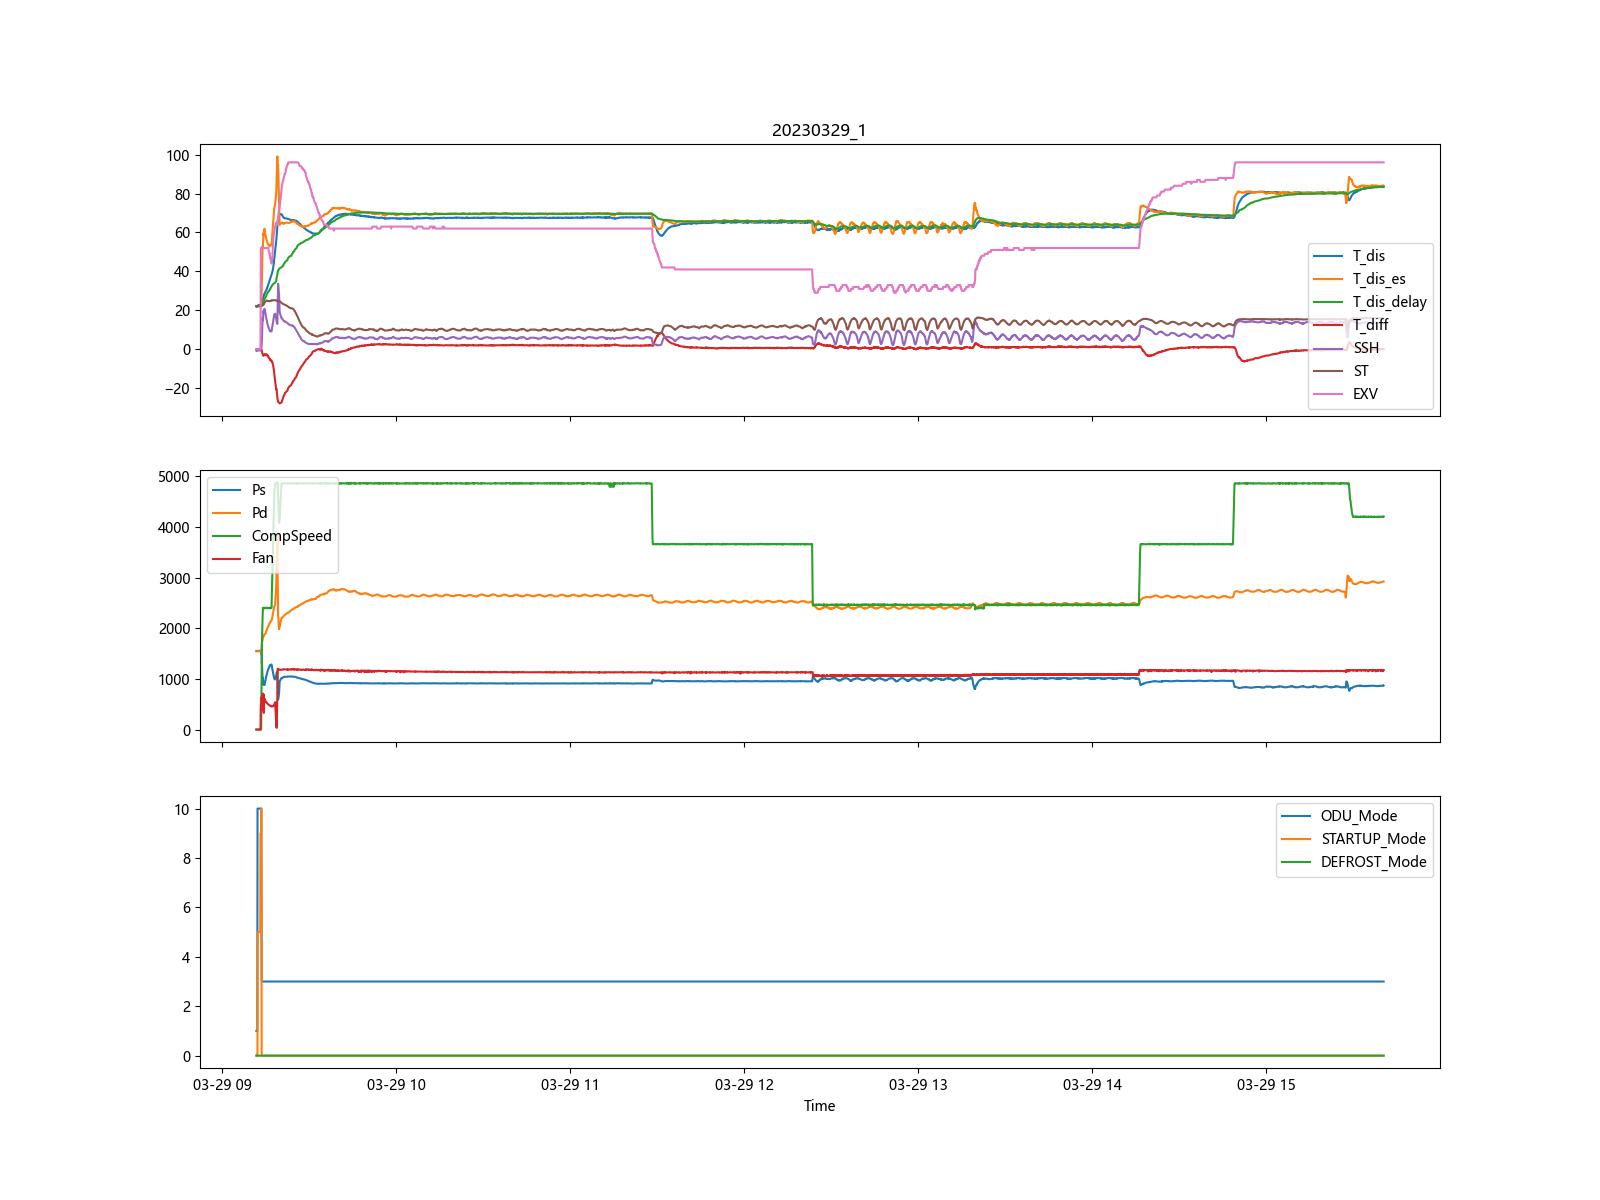 20230329_1
100
80
60
40
20
0
−20
T_dis
T_dis_es
T_dis_delay
T_diff
SSH
ST
EXV
5000
4000
3000
2000
1000
0
Ps
Pd
CompSpeed
Fan
10
8
6
4
2
0
ODU_Mode
STARTUP_Mode
DEFROST_Mode
03-29 09 03-29 10 03-29 11 03-29 12 03-29 13 03-29 14 03-29 15
Time